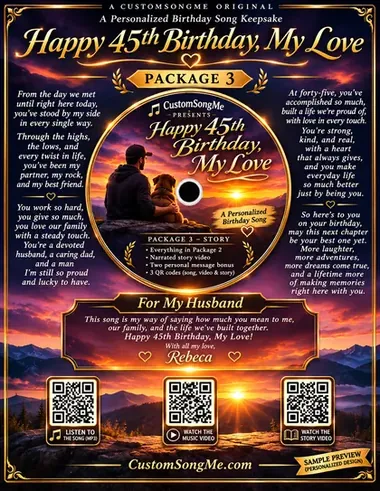 A CUSTOMSONGME ORIGINAL
A Personalized Birthday Song Keepsake
Happy 45th Birthday, My Love
PACKAGE 3
From the day we met
until right here today,
you've stood by my side
in every single way.
Through the highs,
the lows, and
every twist in life,
you've been my
partner, my rock,
and my best friend.
You work so hard,
you give so much,
you love our family
with a steady touch.
You're a devoted
husband, a caring dad,
and a man
I'm still so proud
and lucky to have.
CustomSongMe
PRESENTS
Happy 45th
Birthday,
My Love
A Personalized
Birthday Song
PACKAGE 3 – STORY
• Everything in Package 2
• Narrated story video
• Two personal message bonus
• 3 QR codes (song, video & story)
At forty-five, you've
accomplished so much,
built a life we're proud of,
with love in every touch.
You're strong,
kind, and real,
with a heart
that always gives,
and you make
everyday life
so much better
just by being you.
So here's to you
on your birthday,
may this next chapter
be your best one yet.
More laughter,
more adventures,
more dreams come true,
and a lifetime more
of making memories
right here with you.
For My Husband
This song is my way of saying how much you mean to me,
our family, and the life we've built together.
Happy 45th Birthday, My Love!
With all my love,
Rebeca
LISTEN TO
THE SONG (MP3)
WATCH THE
MUSIC VIDEO
WATCH THE
STORY VIDEO
CustomSongMe.com
SAMPLE PREVIEW
(PERSONALIZED DESIGN)